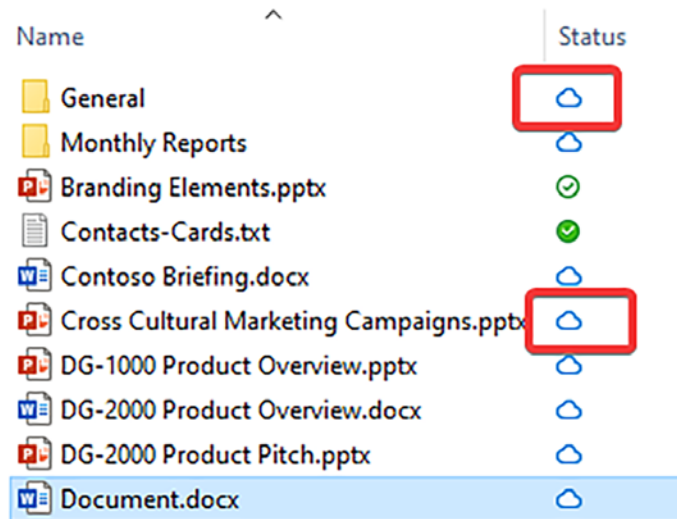 Name Status
General
Monthly Reports
Branding Elements.pptx
Contacts-Cards.txt
Contoso Briefing.docx
Cross Cultural Marketing Campaigns.pptx
DG-1000 Product Overview.pptx
DG-2000 Product Overview.docx
DG-2000 Product Pitch.pptx
Document.docx